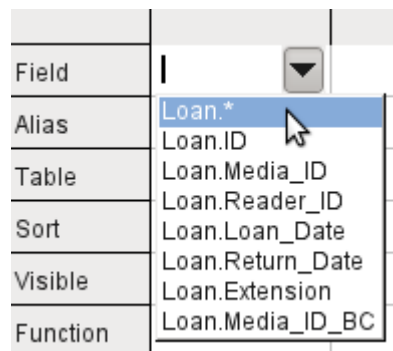 Field
Alias
Table
Sort
Visible
Function
Loan.*
Loan.ID
Loan.Media_ID
Loan.Reader_ID
Loan.Loan_Date
Loan.Return_Date
Loan.Extension
Loan.Media_ID_BC